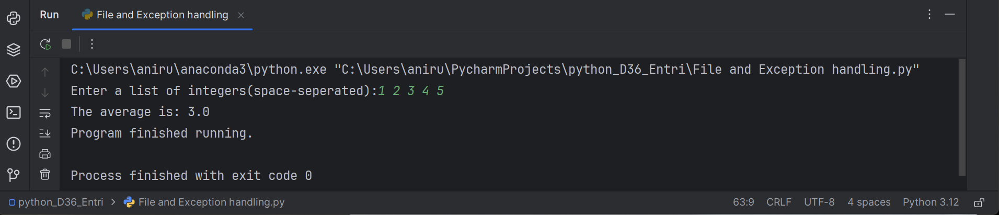 Run File and Exception handling
C:\Users\aniru\anaconda3\python.exe "C:\Users\aniru\PycharmProjects\python_D36_Entri\File and Exception handling.py"
Enter a list of integers(space-seperated):1 2 3 4 5
The average is: 3.0
Program finished running.
Process finished with exit code 0
python_D36_Entri > File and Exception handling.py 63:9 CRLF UTF-8 4 spaces Python 3.12